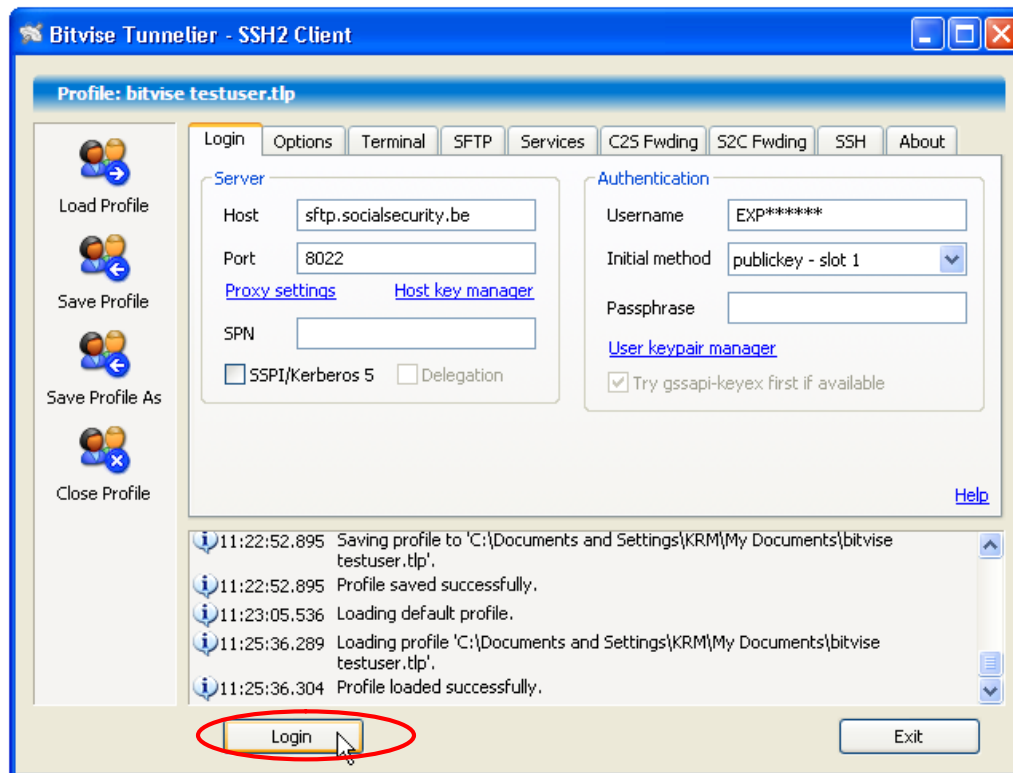 Bitvise Tunnelier - SSH2 Client
Profile: bitvise testuser.tlp
Load Profile
Save Profile
Save Profile As
Close Profile
Login Options Terminal SFTP Services C2S Fwding S2C Fwding SSH About
Server
Host sftp.socialsecurity.be
Port 8022
Proxy settings Host key manager
SPN
SSPI/Kerberos 5 Delegation
Authentication
Username EXP******
Initial method publickey - slot 1
Passphrase
User keypair manager
Try gssapi-keyex first if available
Help
11:22:52.895 Saving profile to 'C:\Documents and Settings\KRM\My Documents\bitvise
testuser.tlp'.
11:22:52.895 Profile saved successfully.
11:23:05.536 Loading default profile.
11:25:36.289 Loading profile 'C:\Documents and Settings\KRM\My Documents\bitvise
testuser.tlp'.
11:25:36.304 Profile loaded successfully.
Login Exit